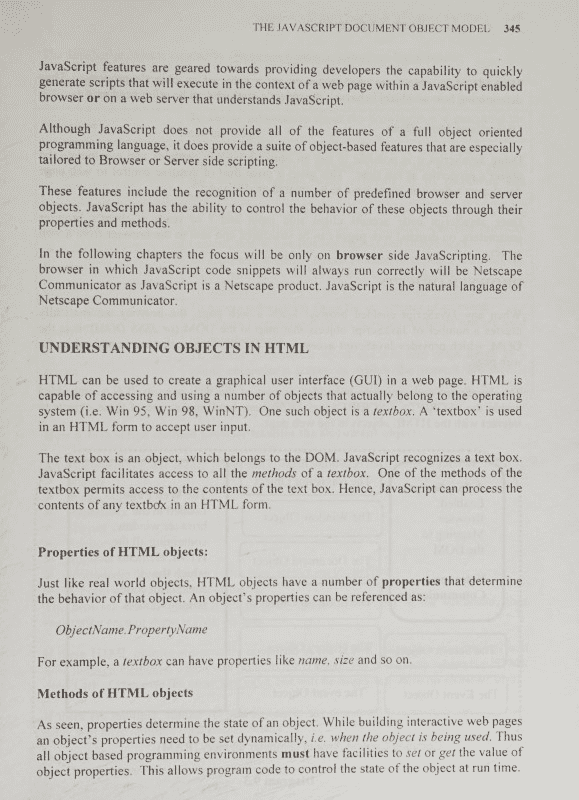 THE JAVASCRIPT DOCUMENT OBJECT MODEL 345
JavaScript features are geared towards providing developers the capability to quickly
generate scripts that will execute in the context of a web page within a JavaScript enabled
browser or on a web server that understands JavaScript.
Although JavaScript does not provide all of the features of a full object oriented
programming language, it does provide a suite of object-based features that are especially
tailored to Browser or Server side scripting.
These features include the recognition of a number of predefined browser and server
objects. JavaScript has the ability to control the behavior of these objects through their
properties and methods.
In the following chapters the focus will be only on browser side JavaScripting. The
browser in which JavaScript code snippets will always run correctly will be Netscape
Communicator as JavaScript is a Netscape product. JavaScript is the natural language of
Netscape Communicator.
UNDERSTANDING OBJECTS IN HTML
HTML can be used to create a graphical user interface (GUI) in a web page. HTML is
capable of accessing and using a number of objects that actually belong to the operating
system (i.e. Win 95, Win 98, WinNT). One such object is a textbox. A 'textbox' is used
in an HTML form to accept user input.
The text box is an object, which belongs to the DOM. JavaScript recognizes a text box.
JavaScript facilitates access to all the methods of a textbox. One of the methods of the
textbox permits access to the contents of the text box. Hence, JavaScript can process the
contents of any textbox in an HTML form.
Properties of HTML objects:
Just like real world objects, HTML objects have a number of properties that determine
the behavior of that object. An object's properties can be referenced as:
ObjectName.PropertyName
For example, a textbox can have properties like name, size and so on.
Methods of HTML objects
As seen, properties determine the state of an object. While building interactive web pages
an object's properties need to be set dynamically, i.e. when the object is being used. Thus
all object based programming environments must have facilities to set or get the value of
object properties. This allows program code to control the state of the object at run time.